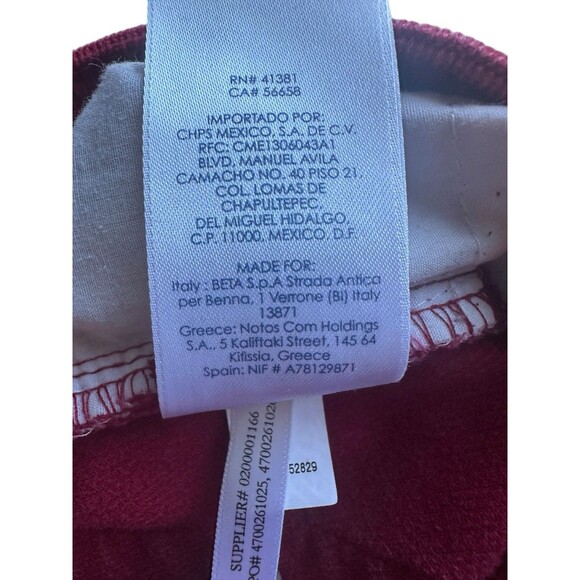 RN# 41381
CA# 56658
IMPORTADO POR:
CHPS MEXICO, S.A. DE C.V.
RFC: CME1306043A1
BLVD. MANUEL AVILA
CAMACHO NO. 40 PISO 21,
COL. LOMAS DE
CHAPULTEPEC,
DEL MIGUEL HIDALGO,
C.P. 11000, MEXICO, D.F.
MADE FOR:
Italy : BETA S.p.A Strada Antica
per Benna, 1 Verrone (BI) Italy
13871
Greece: Notos Com Holdings
S.A., 5 Kaliftaki Street, 145 64
Kifissia, Greece
Spain: NIF # A78129871
SUPPLIER# 0200001166
PO# 4700261025, 470026102
52829